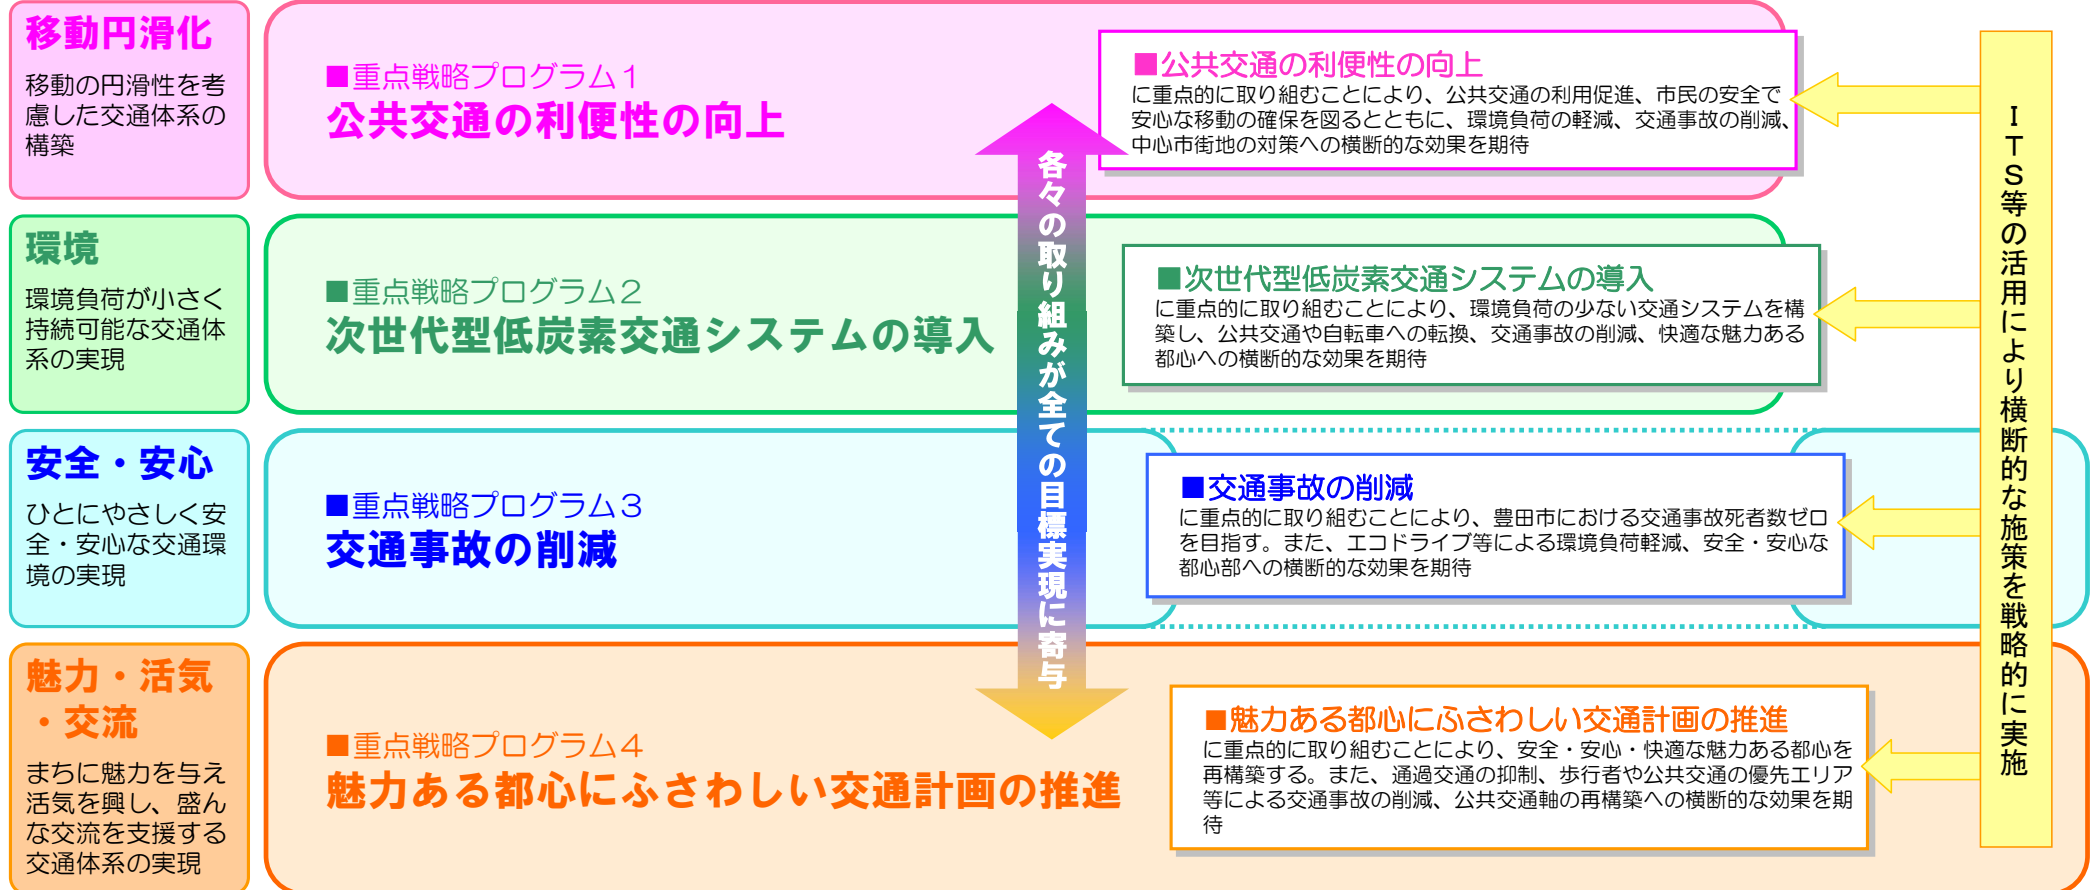 移動円滑化
移動の円滑性を考
慮した交通体系の
構築
■重点戦略プログラム１
公共交通の利便性の向上
■公共交通の利便性の向上
に重点的に取り組むことにより、公共交通の利用促進、市民の安全で
安心な移動の確保を図るとともに、環境負荷の軽減、交通事故の削減、
中心市街地の対策への横断的な効果を期待
環境
環境負荷が小さく
持続可能な交通体
系の実現
■重点戦略プログラム２
次世代型低炭素交通システムの導入
■次世代型低炭素交通システムの導入
に重点的に取り組むことにより、環境負荷の少ない交通システムを構
築し、公共交通や自転車への転換、交通事故の削減、快適な魅力ある
都心への横断的な効果を期待
安全・安心
ひとにやさしく安
全・安心な交通環
境の実現
■重点戦略プログラム３
交通事故の削減
■交通事故の削減
に重点的に取り組むことにより、豊田市における交通事故死者数ゼロ
を目指す。また、エコドライブ等による環境負荷軽減、安全・安心な
都心部への横断的な効果を期待
魅力・活気
・交流
まちに魅力を与え
活気を興し、盛ん
な交流を支援する
交通体系の実現
■重点戦略プログラム４
魅力ある都心にふさわしい交通計画の推進
■魅力ある都心にふさわしい交通計画の推進
に重点的に取り組むことにより、安全・安心・快適な魅力ある都心を
再構築する。また、通過交通の抑制、歩行者や公共交通の優先エリア
等による交通事故の削減、公共交通軸の再構築への横断的な効果を期
待
各々の取り組みが全ての目標実現に寄与
ＩＴＳ等の活用により横断的な施策を戦略的に実施